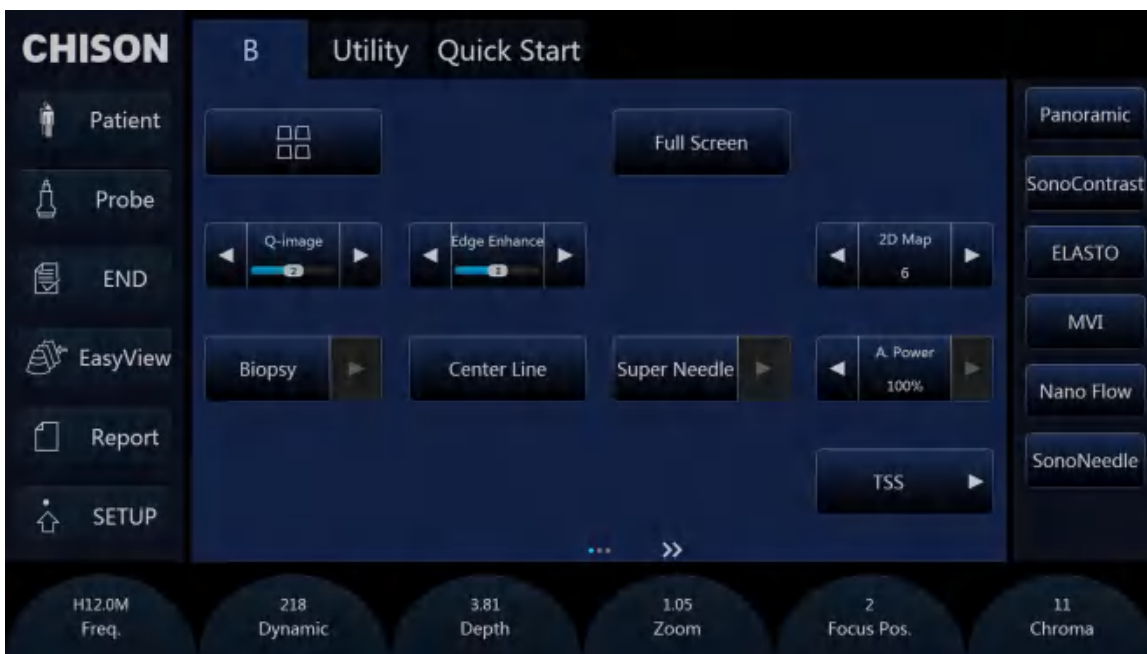 CHISON
B Utility Quick Start
Patient
Probe
END
EasyView
Report
SETUP
Full Screen
Q-image
2
Edge Enhance
3
2D Map
6
Biopsy
Center Line
Super Needle
A. Power
100%
TSS
Panoramic
SonoContrast
ELASTO
MVI
Nano Flow
SonoNeedle
H12.0M
Freq.
218
Dynamic
3.81
Depth
1.05
Zoom
2
Focus Pos.
11
Chroma